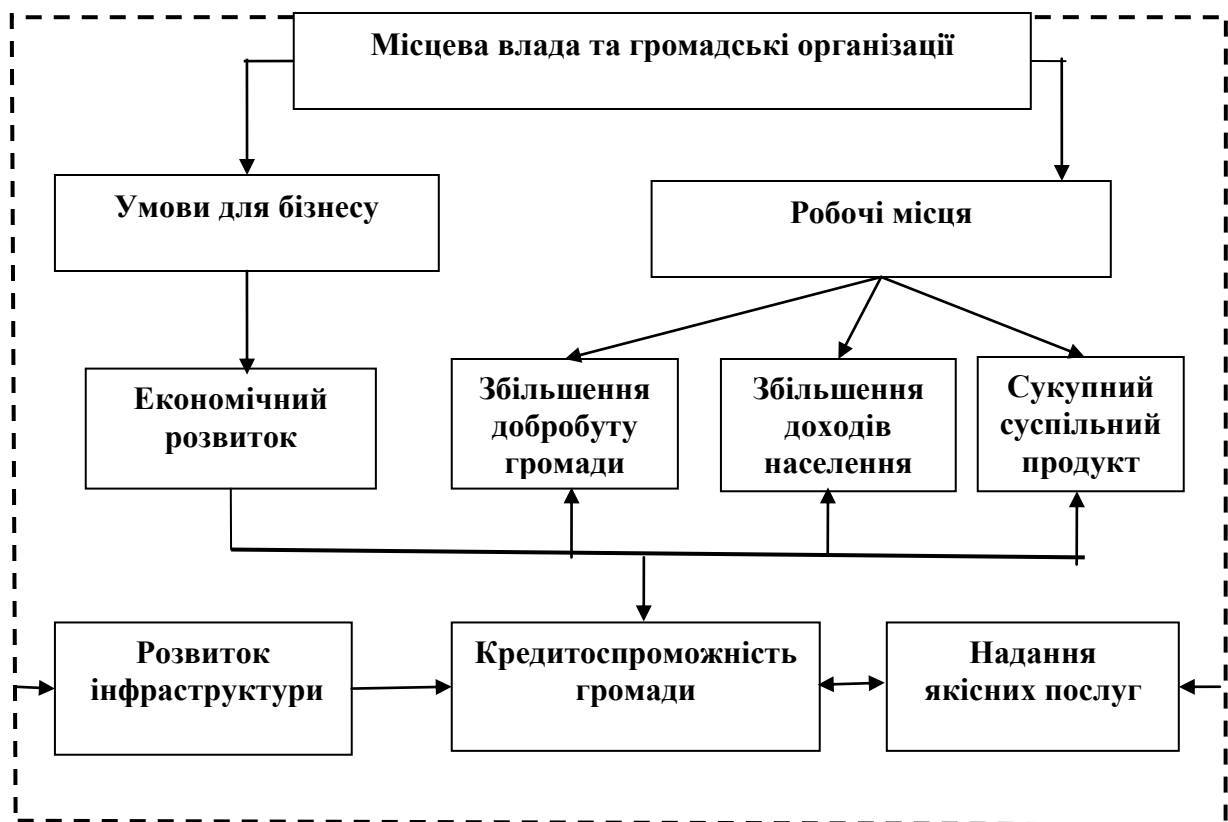 Місцева влада та громадські організації
Умови для бізнесу
Робочі місця
Економічний
розвиток
Збільшення
добробуту
громади
Збільшення
доходів
населення
Сукупний
суспільний
продукт
Розвиток
інфраструктури
Кредитоспроможність
громади
Надання
якісних послуг